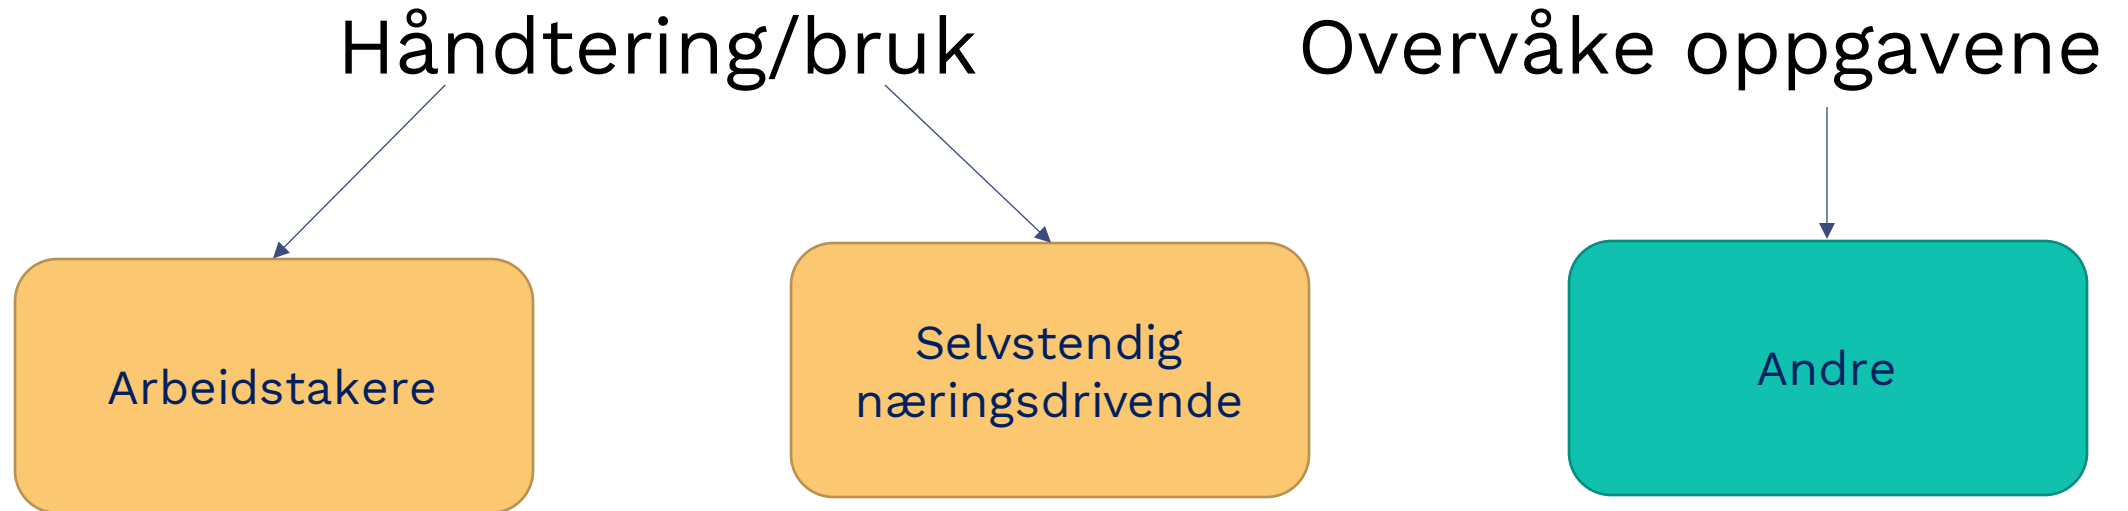 Håndtering/bruk
Overvåke oppgavene
Arbeidstakere
Selvstendig
næringsdrivende
Andre